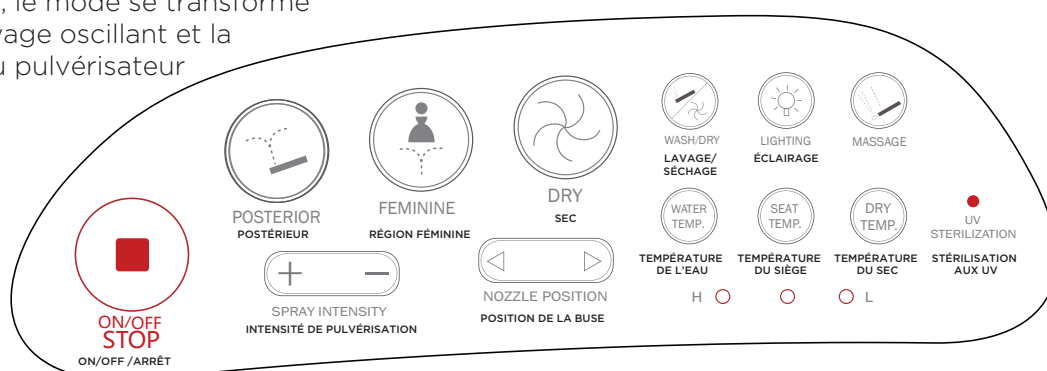 , le mode se transforme
vage oscillant et la
u pulvérisateur
POSTERIOR
POSTÉRIEUR
FEMININE
RÉGION FÉMININE
DRY
SEC
WASH/DRY
LAVAGE/
SÉCHAGE
LIGHTING
ÉCLAIRAGE
MASSAGE
ON/OFF
STOP
ON/OFF /ARRÊT
+ −
SPRAY INTENSITY
INTENSITÉ DE PULVÉRISATION
NOZZLE POSITION
POSITION DE LA BUSE
WATER
TEMP.
TEMPÉRATURE
DE L'EAU
SEAT
TEMP.
TEMPÉRATURE
DU SIÈGE
DRY
TEMP.
TEMPÉRATURE
DU SEC
UV
STERILIZATION
STÉRILISATION
AUX UV
H L